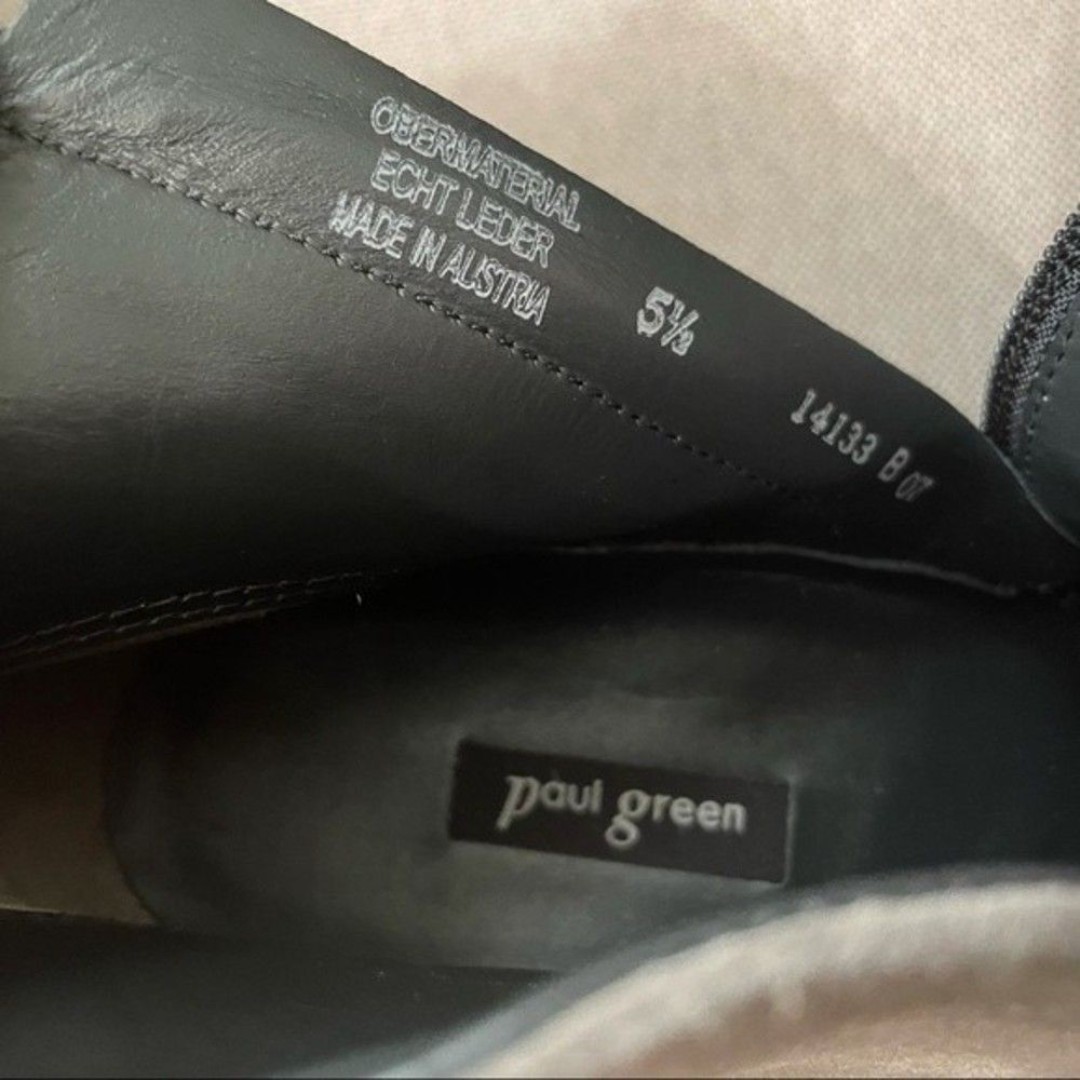 OBERMATERIAL
ECHT LEDER
MADE IN AUSTRIA
5½
14133 B 07
paul green